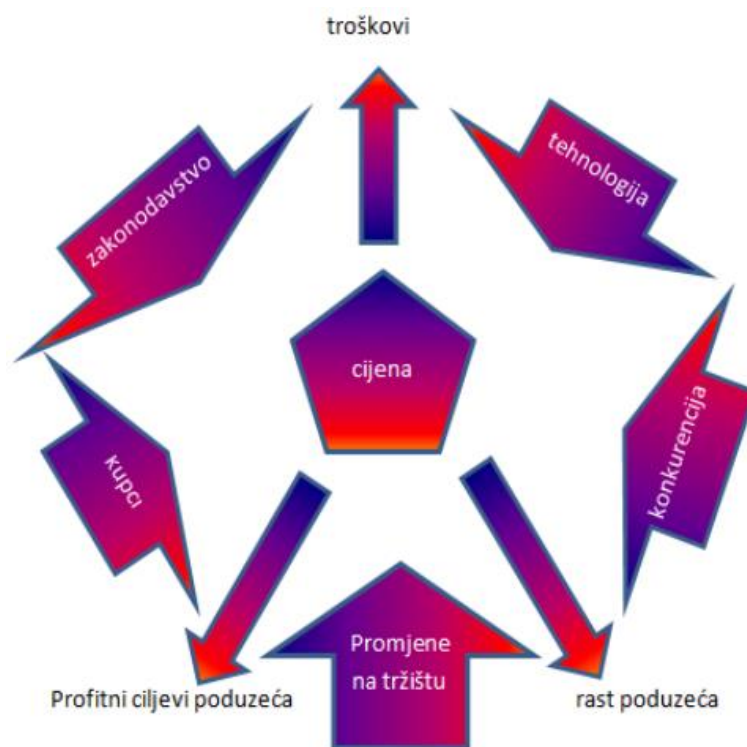 troškovi
zakonodavstvo
tehnologija
cijena
kupci
konkurencija
Promjene
na tržištu
Profitni ciljevi poduzeća
rast poduzeća